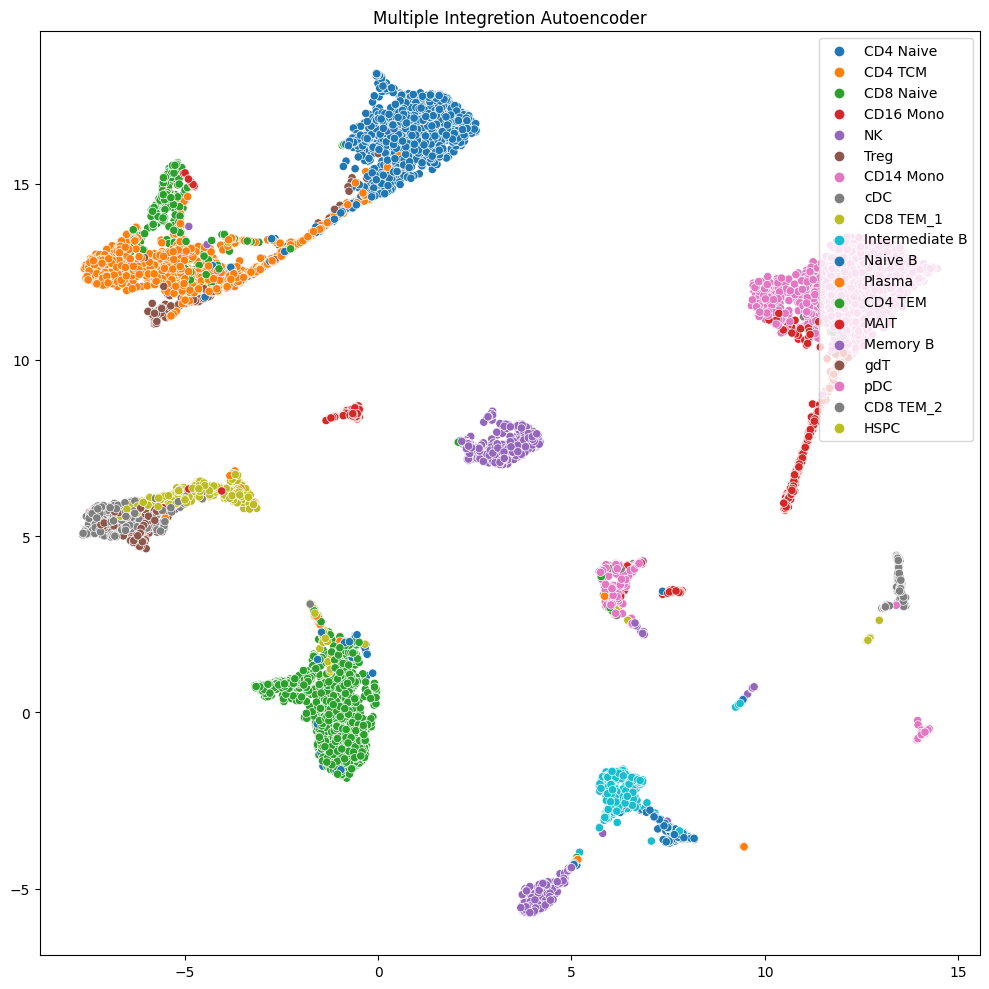 Multiple Integretion Autoencoder
CD4 Naive
CD4 TCM
CD8 Naive
CD16 Mono
NK
Treg
CD14 Mono
cDC
CD8 TEM_1
Intermediate B
Naive B
Plasma
CD4 TEM
MAIT
Memory B
gdT
pDC
CD8 TEM_2
HSPC
15
10
5
0
−5
−5
0
5
10
15